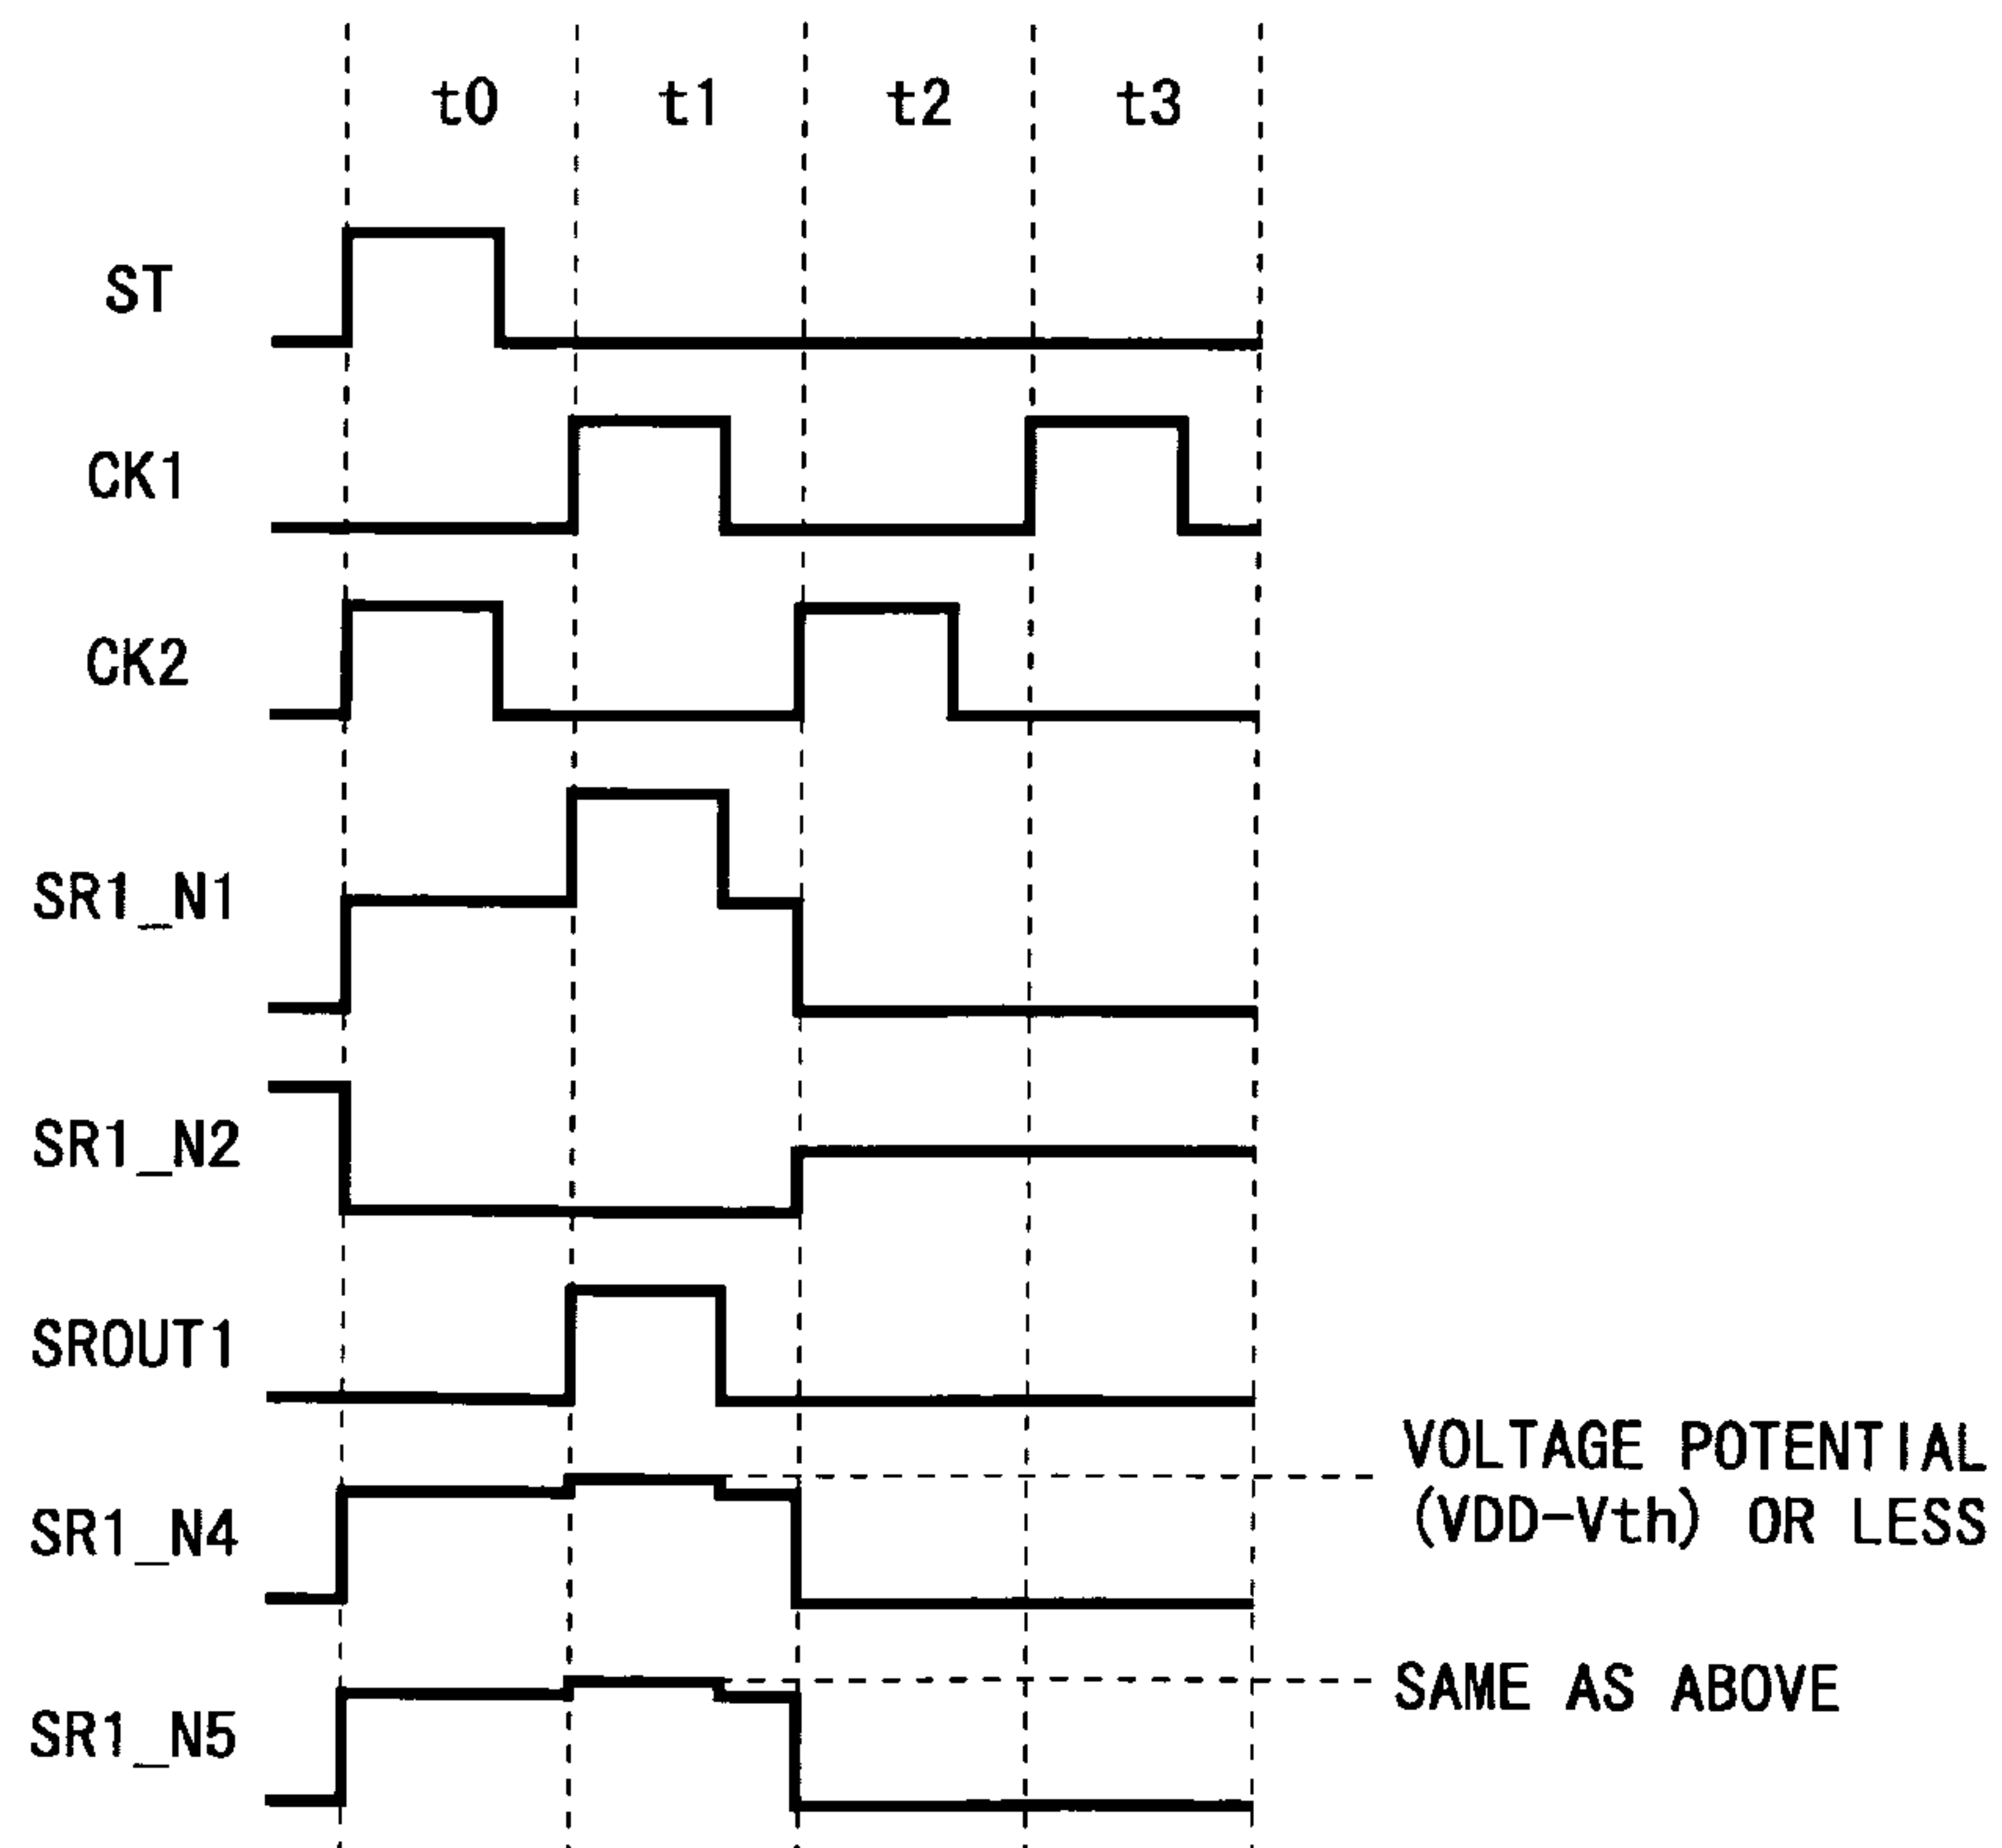 t0 t1 t2 t3
ST
CK1
CK2
SR1_N1
SR1_N2
SROUT1
VOLTAGE POTENTIAL
(VDD-Vth) OR LESS
SR1_N4
SAME AS ABOVE
SR1_N5